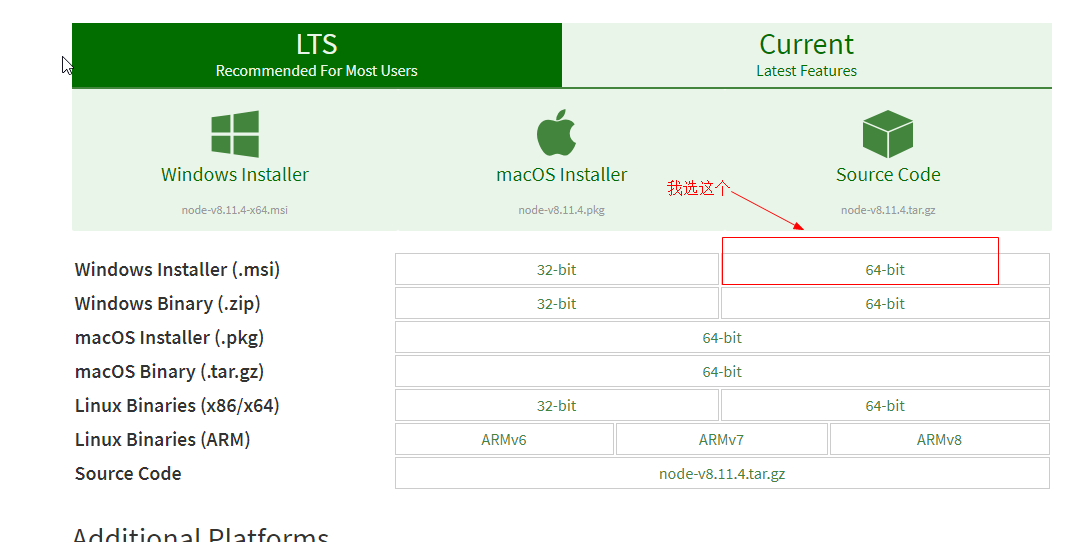 LTS
Recommended For Most Users
Current
Latest Features
Windows Installer
node-v8.11.4-x64.msi
macOS Installer
node-v8.11.4.pkg
我选这个
Source Code
node-v8.11.4.tar.gz
Windows Installer (.msi) 32-bit 64-bit
Windows Binary (.zip) 32-bit 64-bit
macOS Installer (.pkg) 64-bit
macOS Binary (.tar.gz) 64-bit
Linux Binaries (x86/x64) 32-bit 64-bit
Linux Binaries (ARM) ARMv6 ARMv7 ARMv8
Source Code node-v8.11.4.tar.gz
Additional Platforms